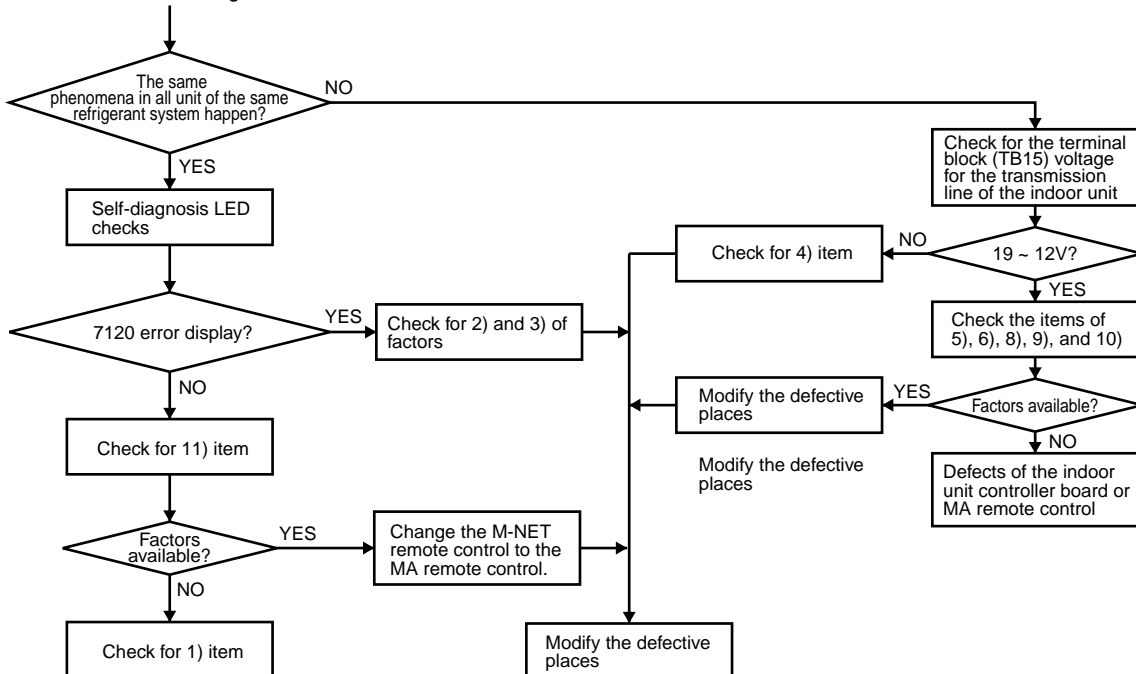 The same
phenomena in all unit of the same
refrigerant system happen?
NO
YES
Check for the terminal
block (TB15) voltage
for the transmission
line of the indoor unit
Self-diagnosis LED
checks
Check for 4) item
NO
19 ~ 12V?
YES
7120 error display?
YES
Check for 2) and 3) of
factors
Check the items of
5), 6), 8), 9), and 10)
NO
Modify the defective
places
YES
Factors available?
NO
Check for 11) item
Modify the defective
places
Defects of the indoor
unit controller board or
MA remote control
Factors
available?
YES
Change the M-NET
remote control to the
MA remote control.
NO
Check for 1) item
Modify the defective
places